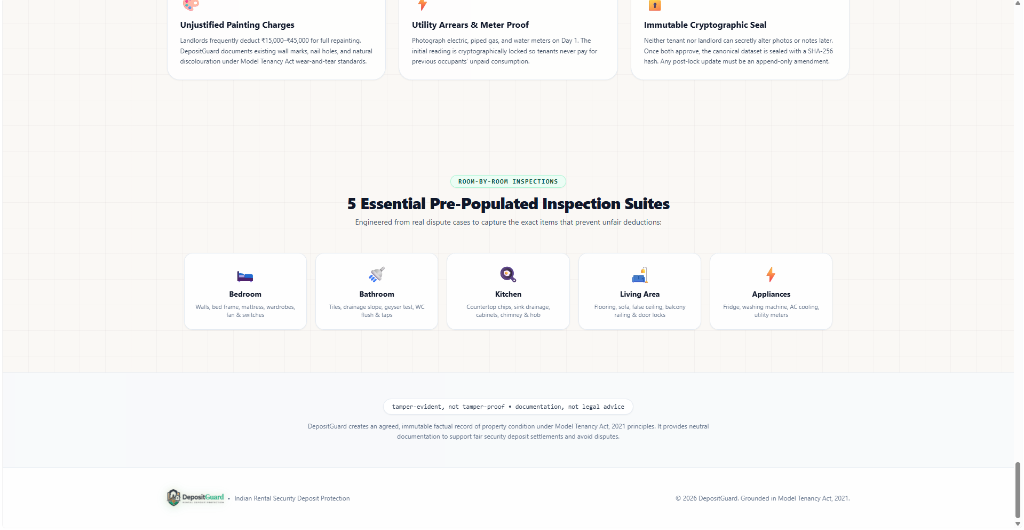 Unjustified Painting Charges
Landlords frequently deduct ₹15,000–₹45,000 for full repainting.
DepositGuard documents existing wall marks, nail holes, and natural
discolouration under Model Tenancy Act wear-and-tear standards.
Utility Arrears & Meter Proof
Photograph electric, piped gas, and water meters on Day 1. The
initial reading is cryptographically locked so tenants never pay for
previous occupants' unpaid consumption.
Immutable Cryptographic Seal
Neither tenant nor landlord can secretly alter photos or notes later.
Once both approve, the canonical dataset is sealed with a SHA-256
hash. Any post-lock update must be an append-only amendment.
ROOM-BY-ROOM INSPECTIONS
5 Essential Pre-Populated Inspection Suites
Engineered from real dispute cases to capture the exact items that prevent unfair deductions:
Bedroom
Walls, bed frame, mattress, wardrobes,
fan & switches
Bathroom
Tiles, drainage slope, geyser test, WC
flush & taps
Kitchen
Countertop chips, sink drainage,
cabinets, chimney & hob
Living Area
Flooring, sofa, false ceiling, balcony
railing & door locks
Appliances
Fridge, washing machine, AC cooling,
utility meters
tamper-evident, not tamper-proof • documentation, not legal advice
DepositGuard creates an agreed, immutable factual record of property condition under Model Tenancy Act, 2021 principles. It provides neutral
documentation to support fair security deposit settlements and avoid disputes.
DepositGuard
• Indian Rental Security Deposit Protection
© 2026 DepositGuard. Grounded in Model Tenancy Act, 2021.